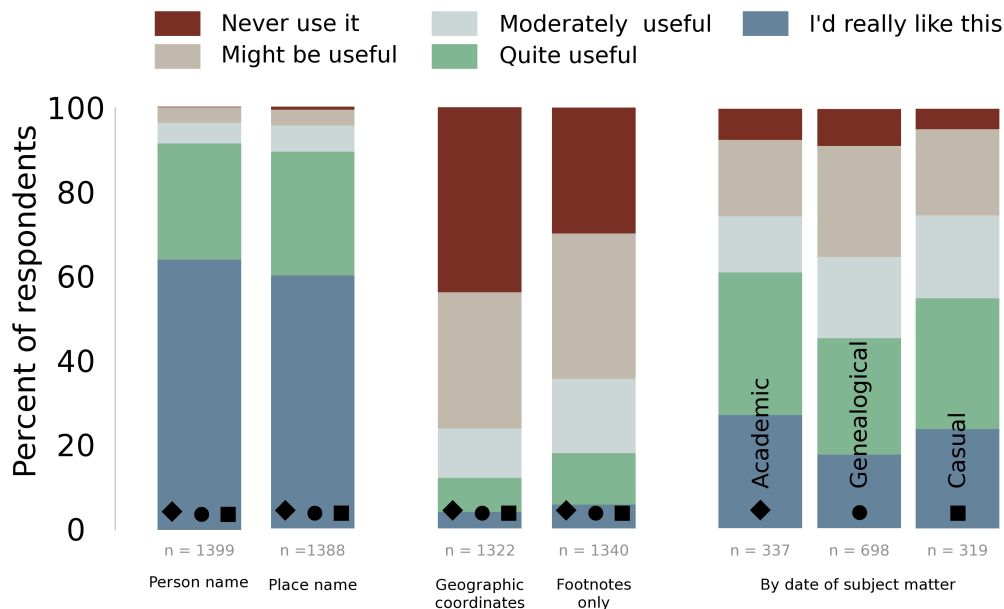 Never use it
Might be useful
Moderately  useful
Quite useful
I'd really like this
Percent of respondents
100
80
60
40
20
0
Academic
Genealogical
Casual
n = 1399
n =1388
n = 1322
n = 1340
n = 337
n = 698
n = 319
Person name
Place name
Geographic
coordinates
Footnotes
only
By date of subject matter